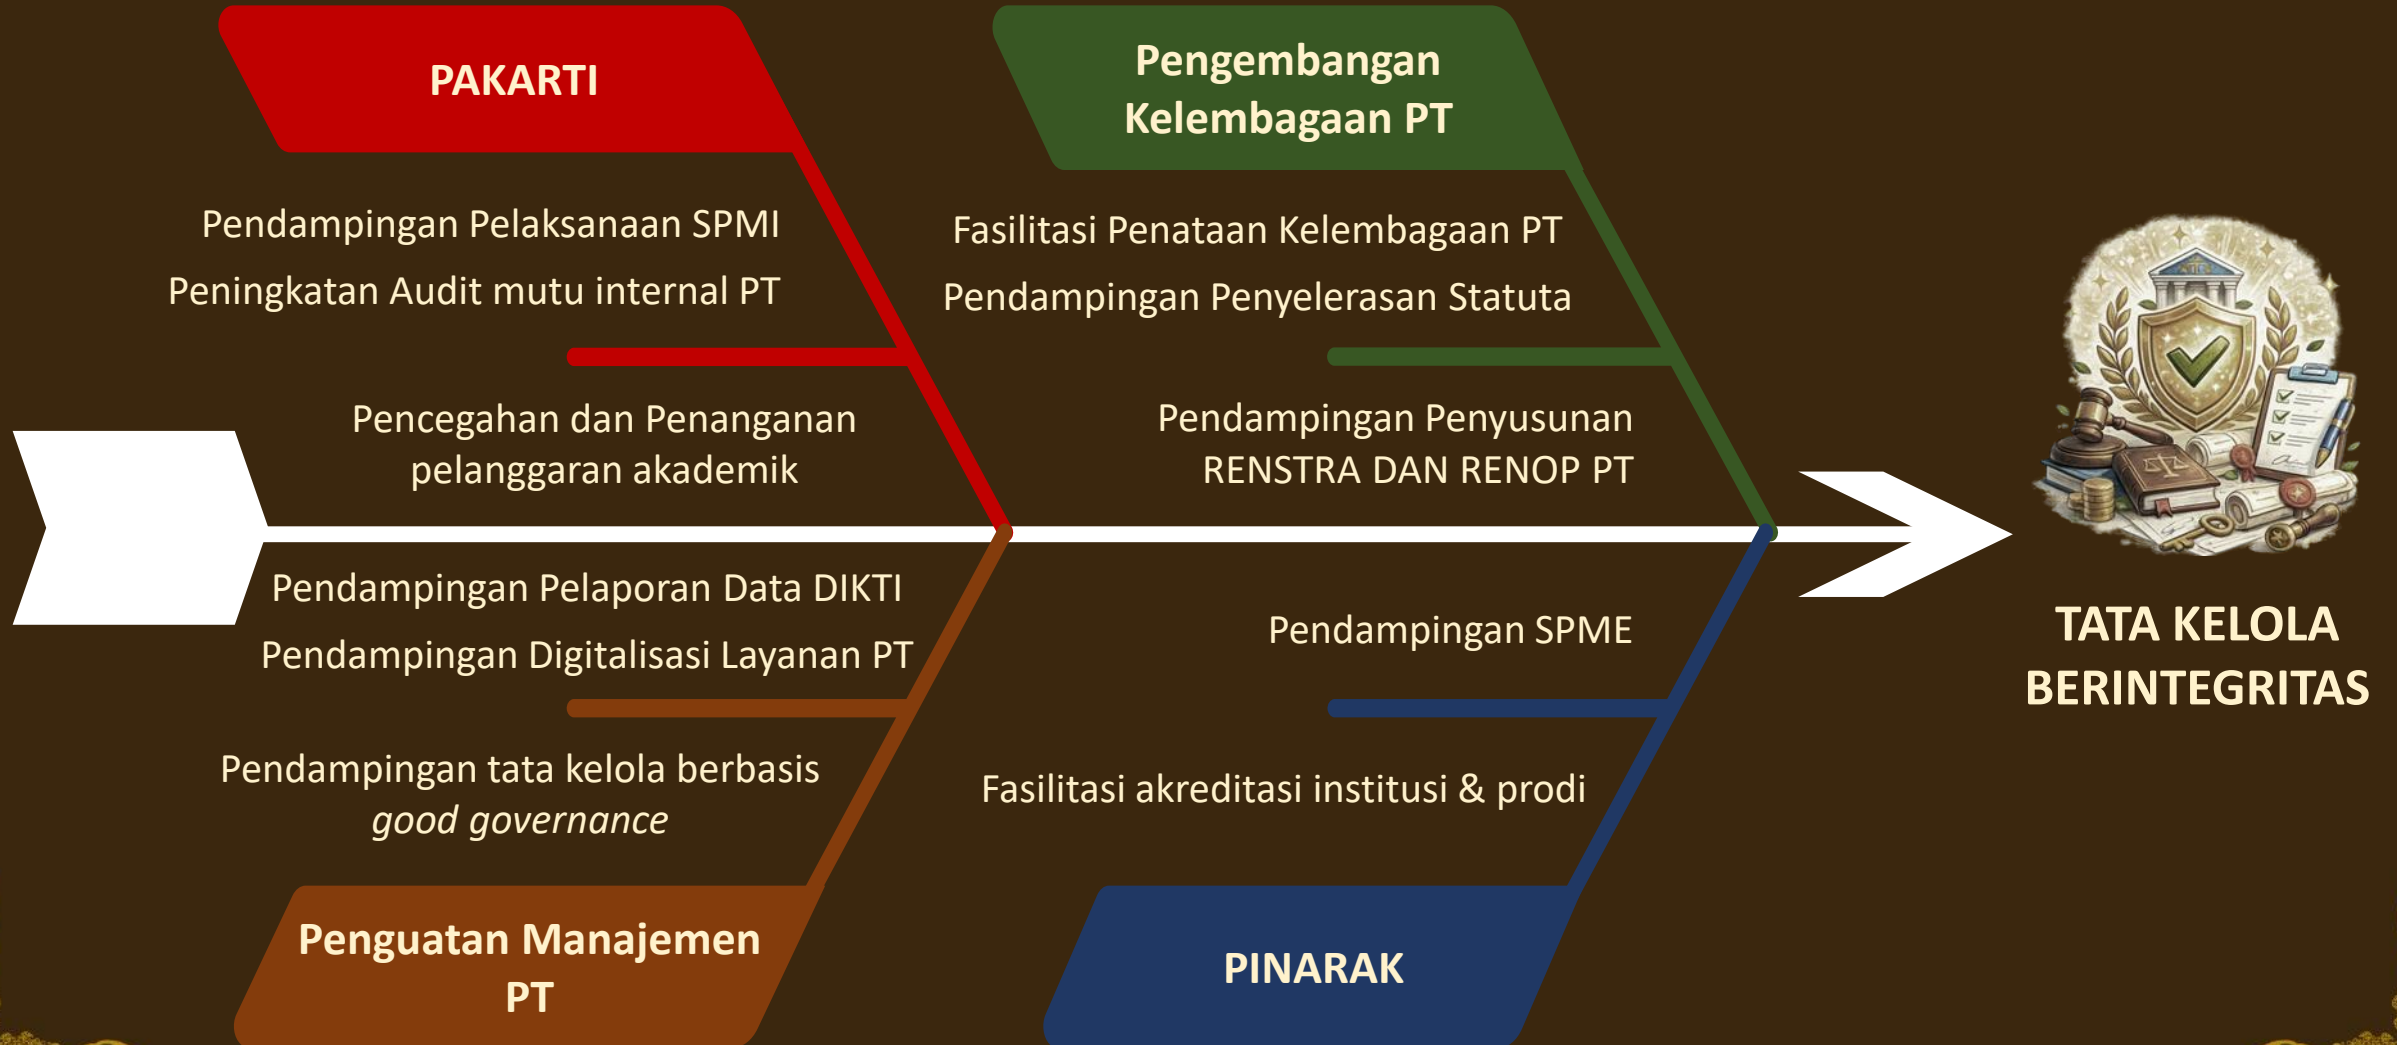 PAKARTI
Pendampingan Pelaksanaan SPMI
Peningkatan Audit mutu internal PT
Pencegahan dan Penanganan
pelanggaran akademik
Pengembangan
Kelembagaan PT
Fasilitasi Penataan Kelembagaan PT
Pendampingan Penyelerasan Statuta
Pendampingan Penyusunan
RENSTRA DAN RENOP PT
Pendampingan Pelaporan Data DIKTI
Pendampingan Digitalisasi Layanan PT
Pendampingan tata kelola berbasis
good governance
Penguatan Manajemen
PT
Pendampingan SPME
Fasilitasi akreditasi institusi & prodi
PINARAK
TATA KELOLA
BERINTEGRITAS